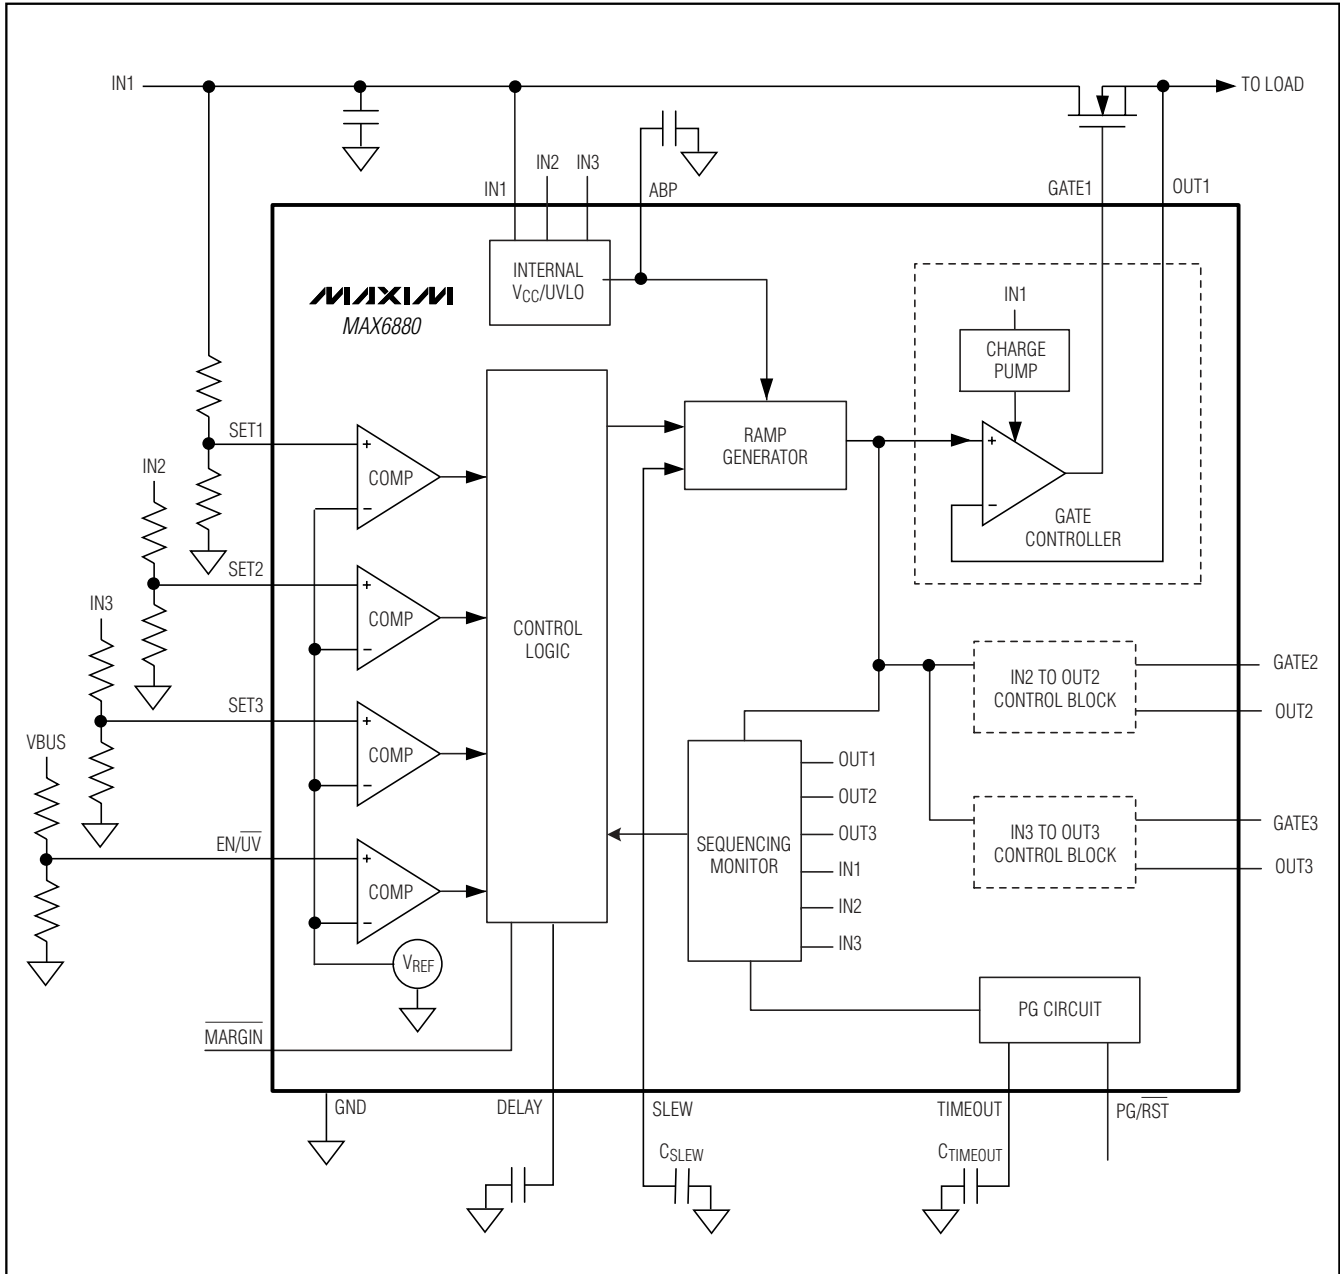 IN1
TO LOAD
IN2
IN3
IN1
ABP
GATE1
OUT1
INTERNAL
VCC/UVLO
MAXIM
MAX6880
IN1
CHARGE
PUMP
SET1
+
COMP
−
RAMP
GENERATOR
+
−
GATE
CONTROLLER
IN2
SET2
+
COMP
−
CONTROL
LOGIC
IN3
SET3
+
COMP
−
IN2 TO OUT2
CONTROL BLOCK
GATE2
OUT2
VBUS
EN/U̅V̅
+
COMP
−
SEQUENCING
MONITOR
OUT1
OUT2
OUT3
IN1
IN2
IN3
IN3 TO OUT3
CONTROL BLOCK
GATE3
OUT3
VREF
PG CIRCUIT
M̅A̅R̅G̅I̅N̅
GND
DELAY
SLEW
TIMEOUT
PG/R̅S̅T̅
CSLEW
CTIMEOUT